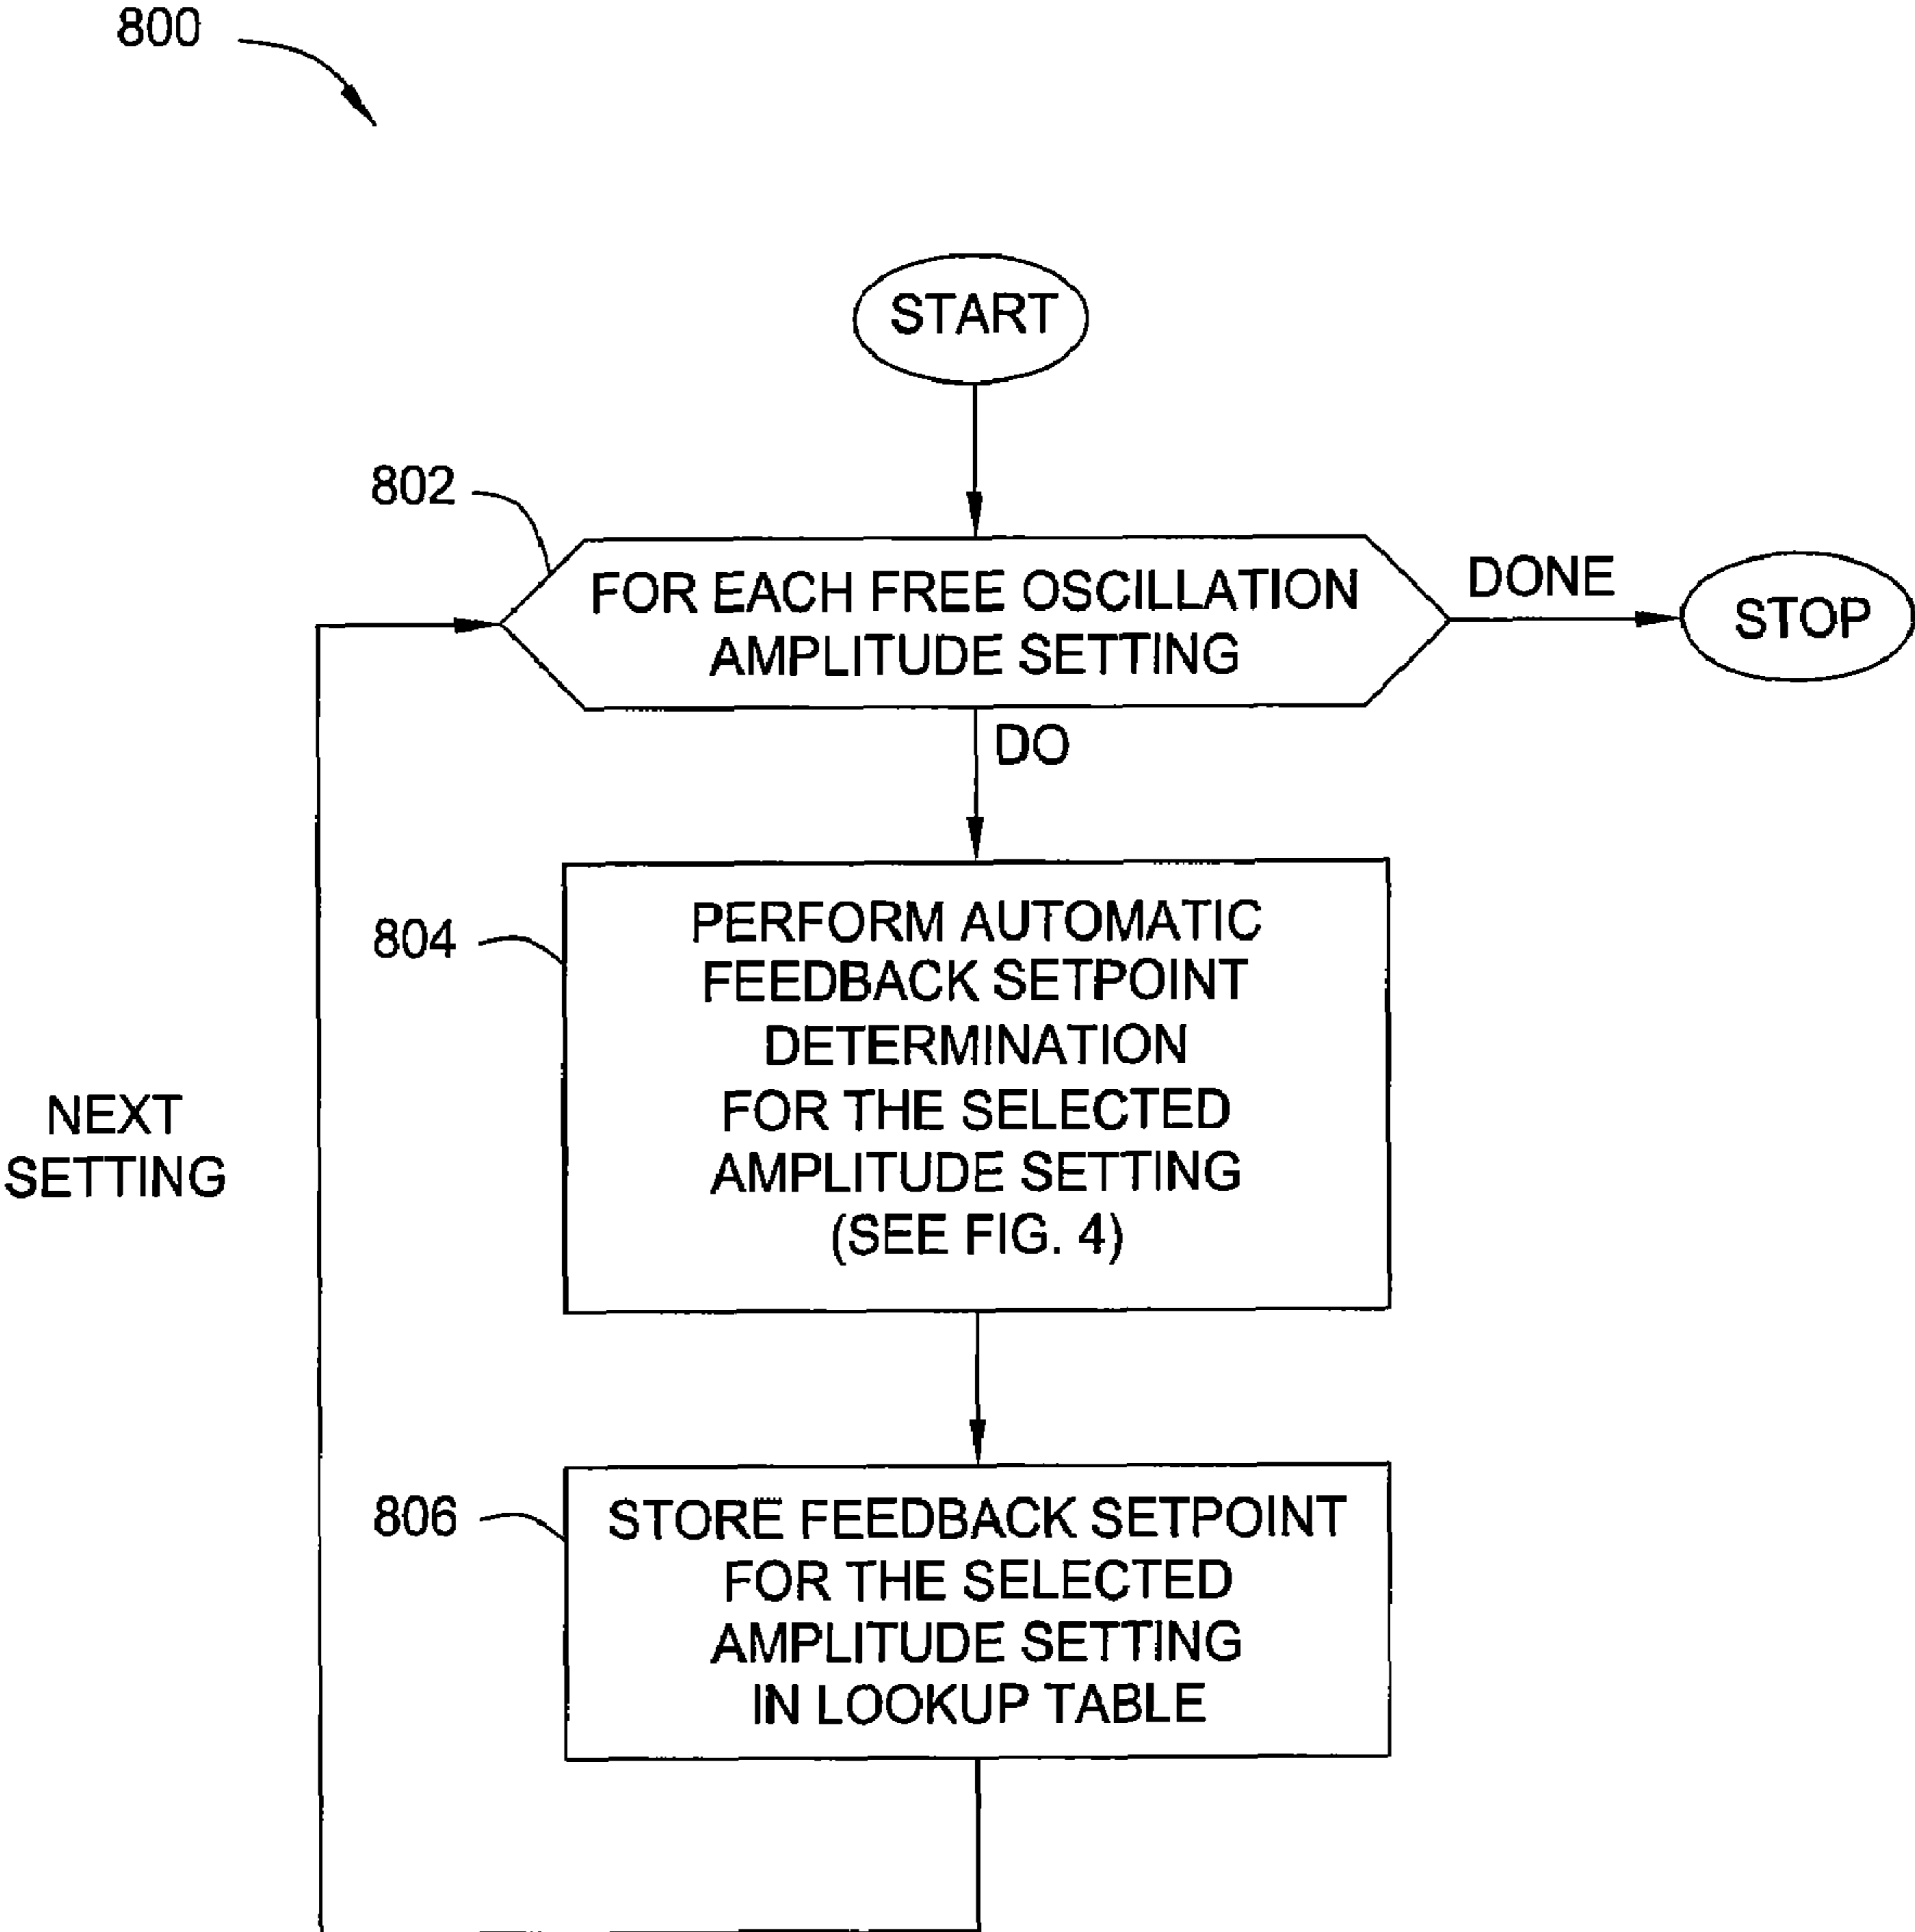 800
START
802
FOR EACH FREE OSCILLATION
AMPLITUDE SETTING
DONE
STOP
DO
804
PERFORM AUTOMATIC
FEEDBACK SETPOINT
DETERMINATION
FOR THE SELECTED
AMPLITUDE SETTING
(SEE FIG. 4)
NEXT
SETTING
806
STORE FEEDBACK SETPOINT
FOR THE SELECTED
AMPLITUDE SETTING
IN LOOKUP TABLE